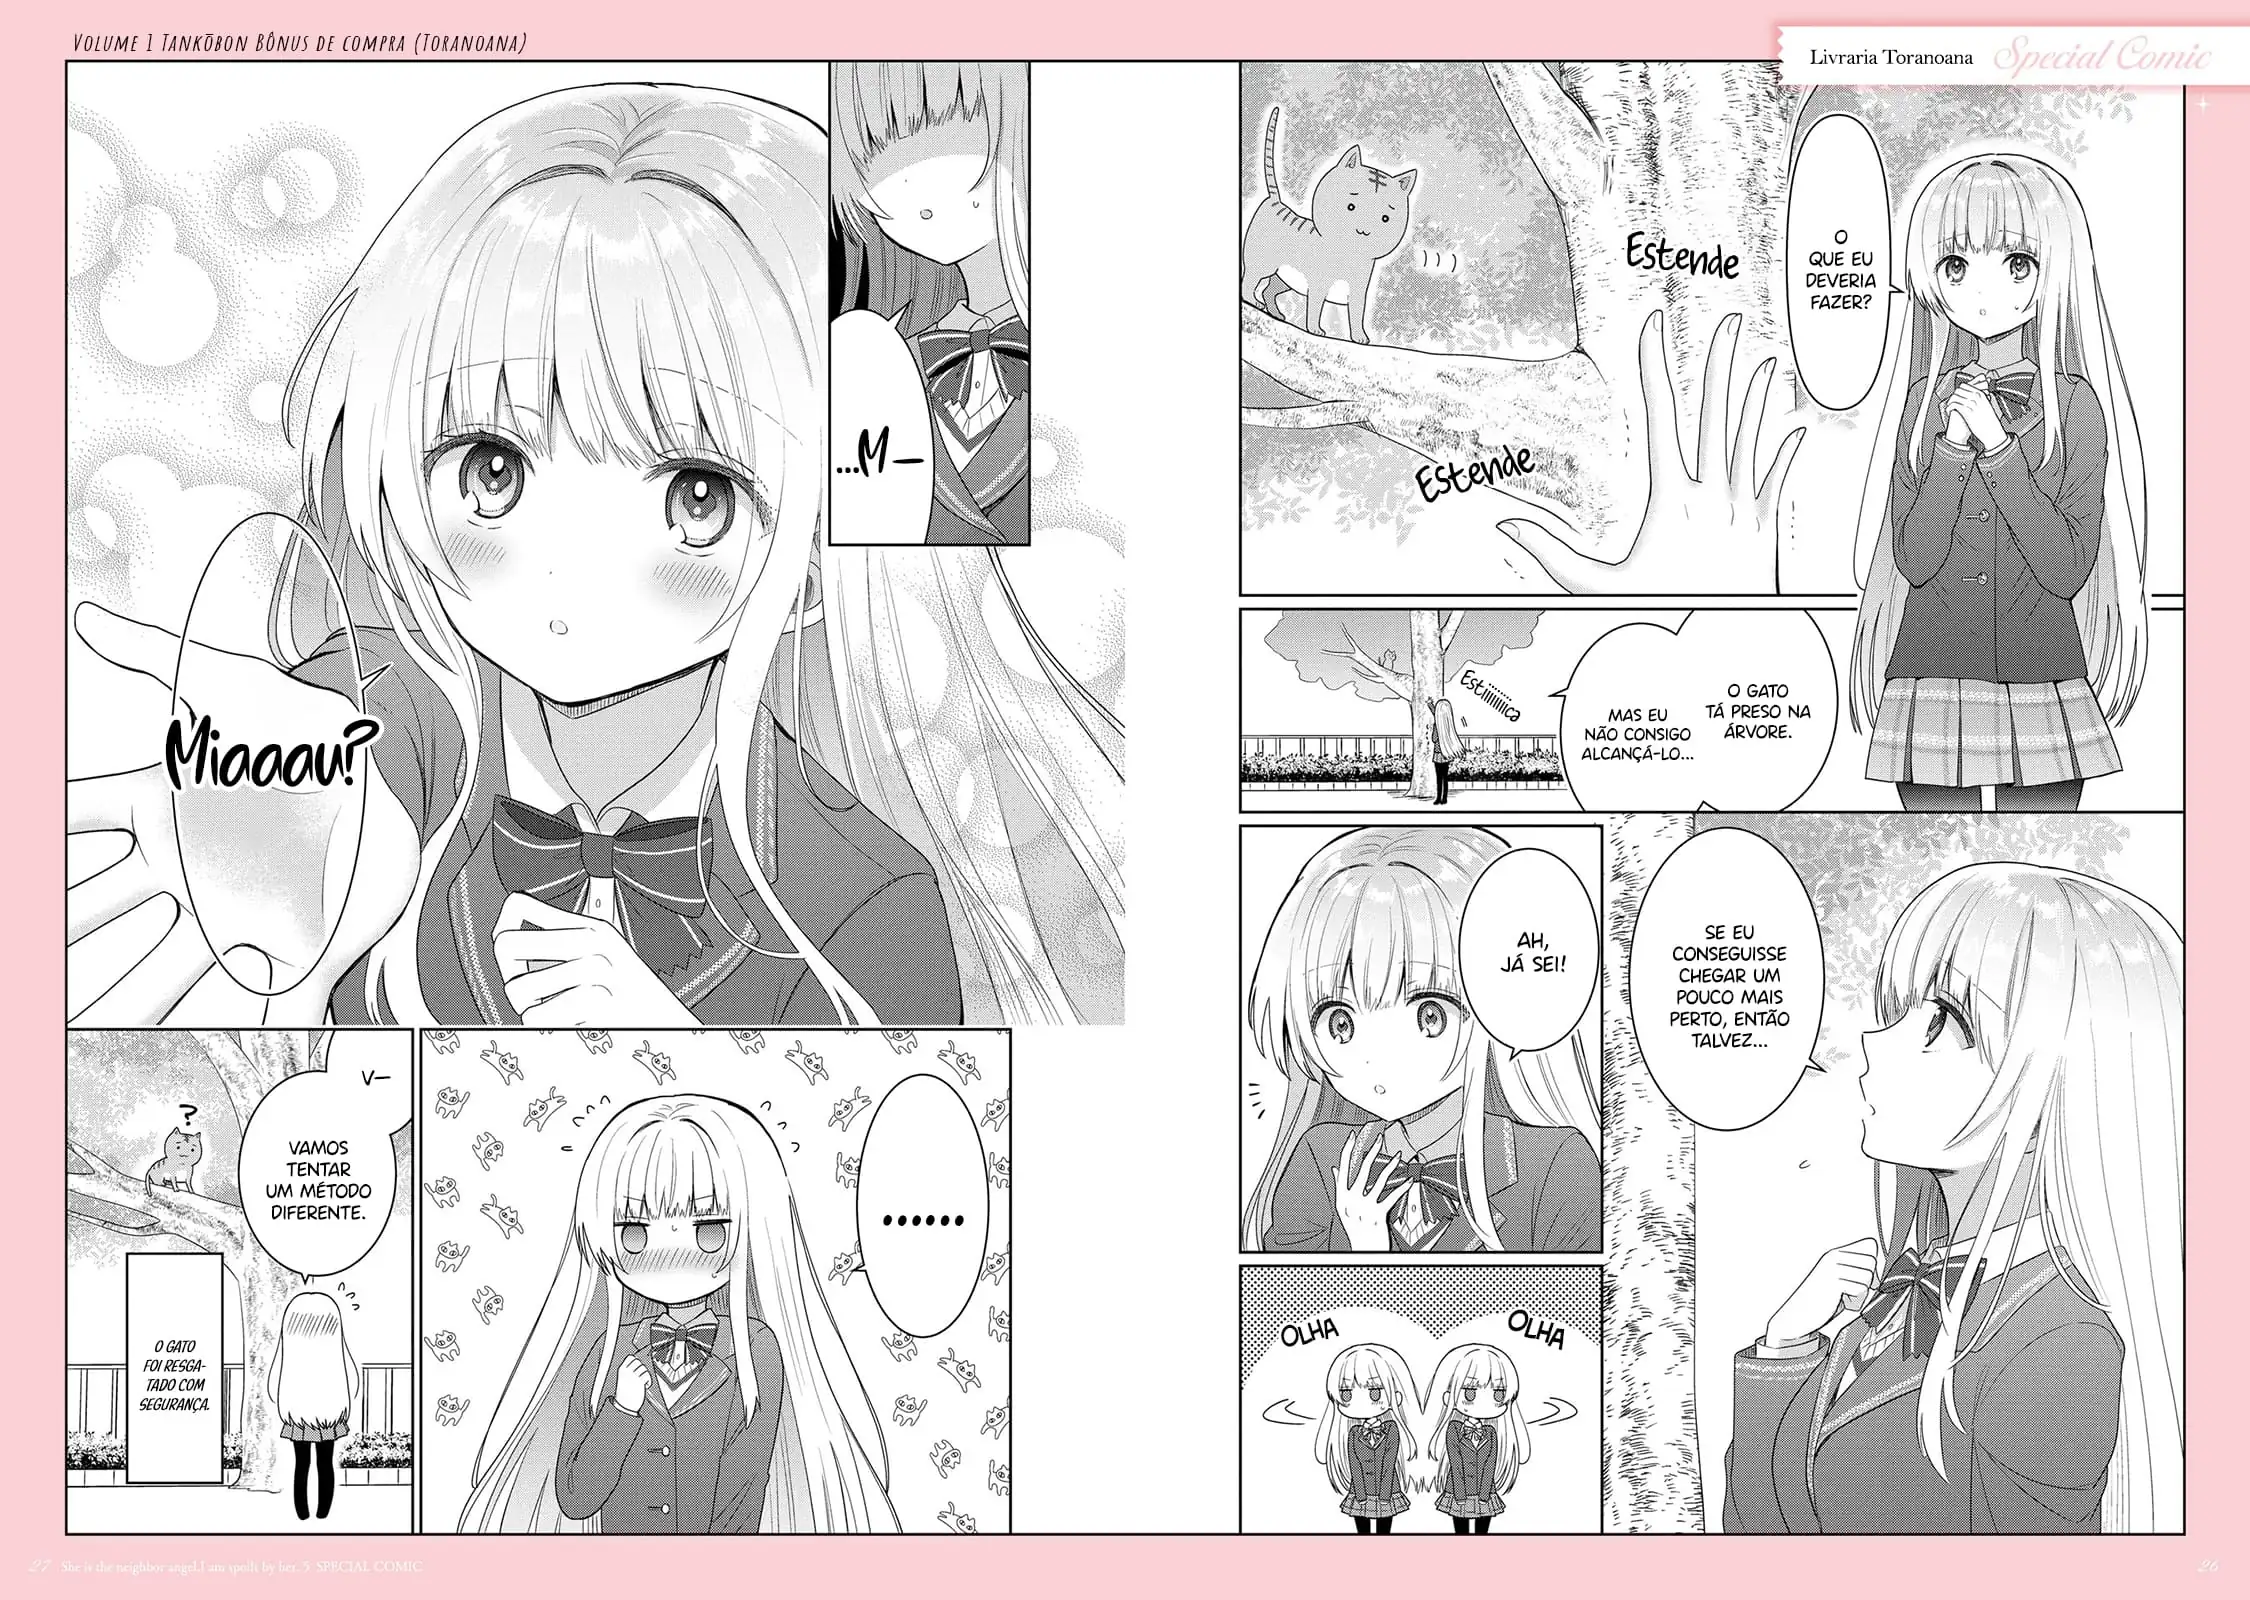 Volume 1 Tankōbon Bônus de compra (Toranoana)
Livraria Toranoana
Special Comic
O
QUE EU
DEVERIA
FAZER?
Estende
Estende
O GATO
TÁ PRESO NA
ÁRVORE.
MAS EU
NÃO CONSIGO
ALCANÇÁ-LO...
Estiiiiiiica
SE EU
CONSEGUISSE
CHEGAR UM
POUCO MAIS
PERTO, ENTÃO
TALVEZ...
AH,
JÁ SEI!
OLHA
OLHA
...M—
Miaaau?
......
V—
VAMOS
TENTAR
UM MÉTODO
DIFERENTE.
?
O GATO
FOI RESGA-
TADO COM
SEGURANÇA.
27 She is the neighbor angel,I am spoilt by her. 5 SPECIAL COMIC
26